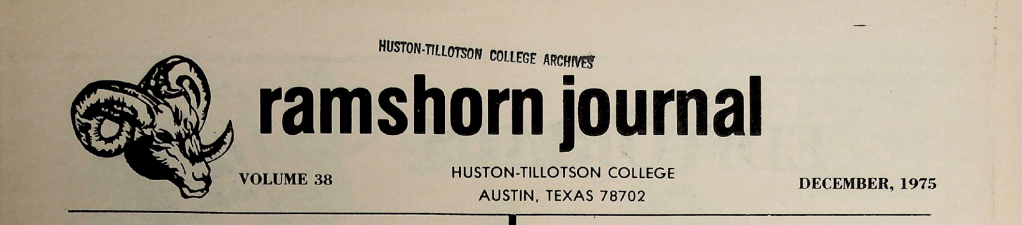 HUSTON-TILLOTSON COLLEGE ARCHIVES
ramshorn journal
HUSTON-TILLOTSON COLLEGE
VOLUME 38
AUSTIN, TEXAS 78702
DECEMBER, 1975